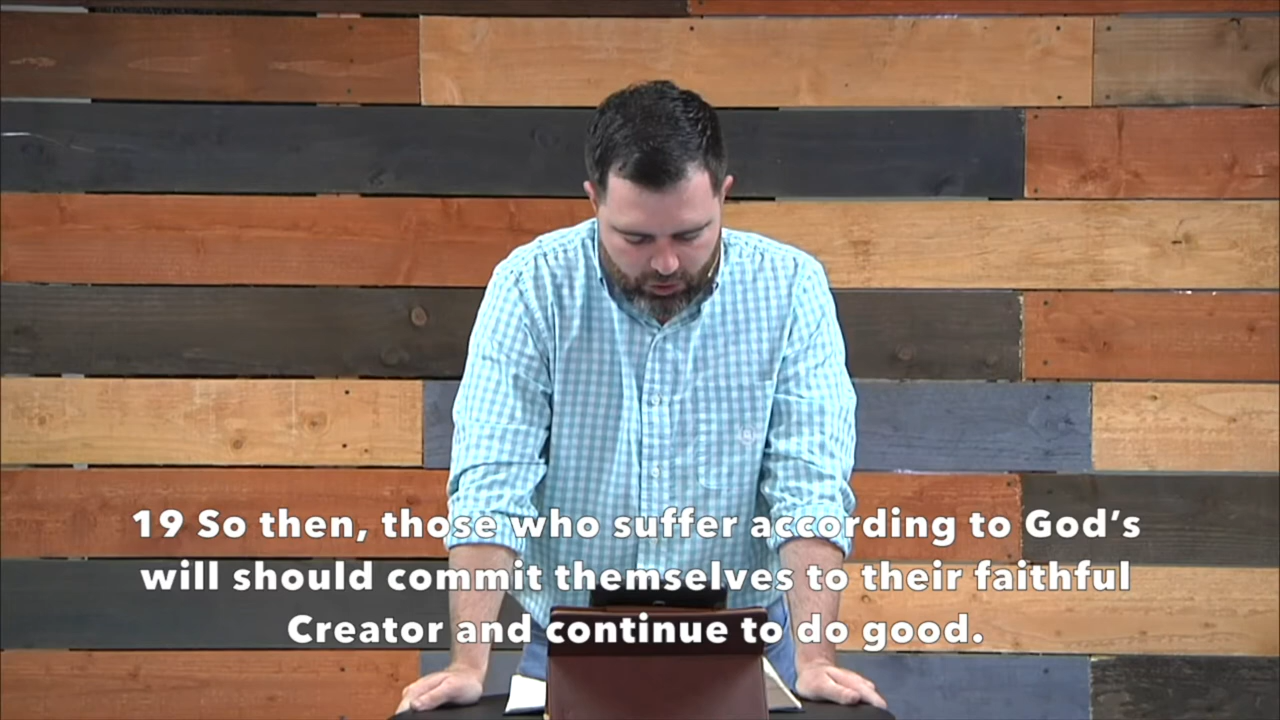 19 So then, those who suffer according to God’s
will should commit themselves to their faithful
Creator and continue to do good.